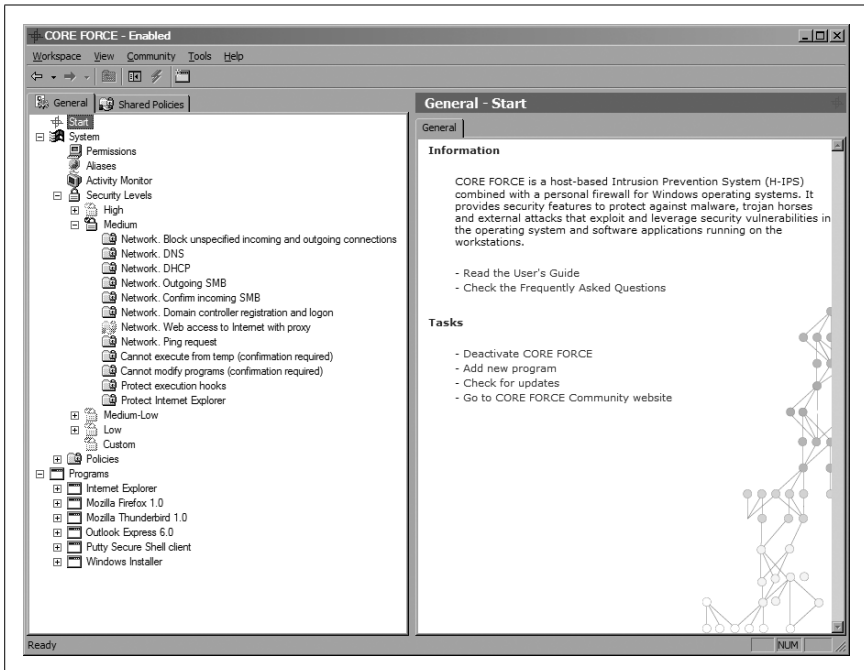 CORE FORCE - Enabled
Workspace View Community Tools Help
General
Shared Policies
Start
System
Permissions
Aliases
Activity Monitor
Security Levels
High
Medium
Network. Block unspecified incoming and outgoing connections
Network. DNS
Network. DHCP
Network. Outgoing SMB
Network. Confirm incoming SMB
Network. Domain controller registration and logon
Network. Web access to Internet with proxy
Network. Ping request
Cannot execute from temp (confirmation required)
Cannot modify programs (confirmation required)
Protect execution hooks
Protect Internet Explorer
Medium-Low
Low
Custom
Policies
Programs
Internet Explorer
Mozilla Firefox 1.0
Mozilla Thunderbird 1.0
Outlook Express 6.0
Putty Secure Shell client
Windows Installer
General - Start
General
Information
CORE FORCE is a host-based Intrusion Prevention System (H-IPS)
combined with a personal firewall for Windows operating systems. It
provides security features to protect against malware, trojan horses
and external attacks that exploit and leverage security vulnerabilities in
the operating system and software applications running on the
workstations.
- Read the User's Guide
- Check the Frequently Asked Questions
Tasks
- Deactivate CORE FORCE
- Add new program
- Check for updates
- Go to CORE FORCE Community website
Ready
NUM